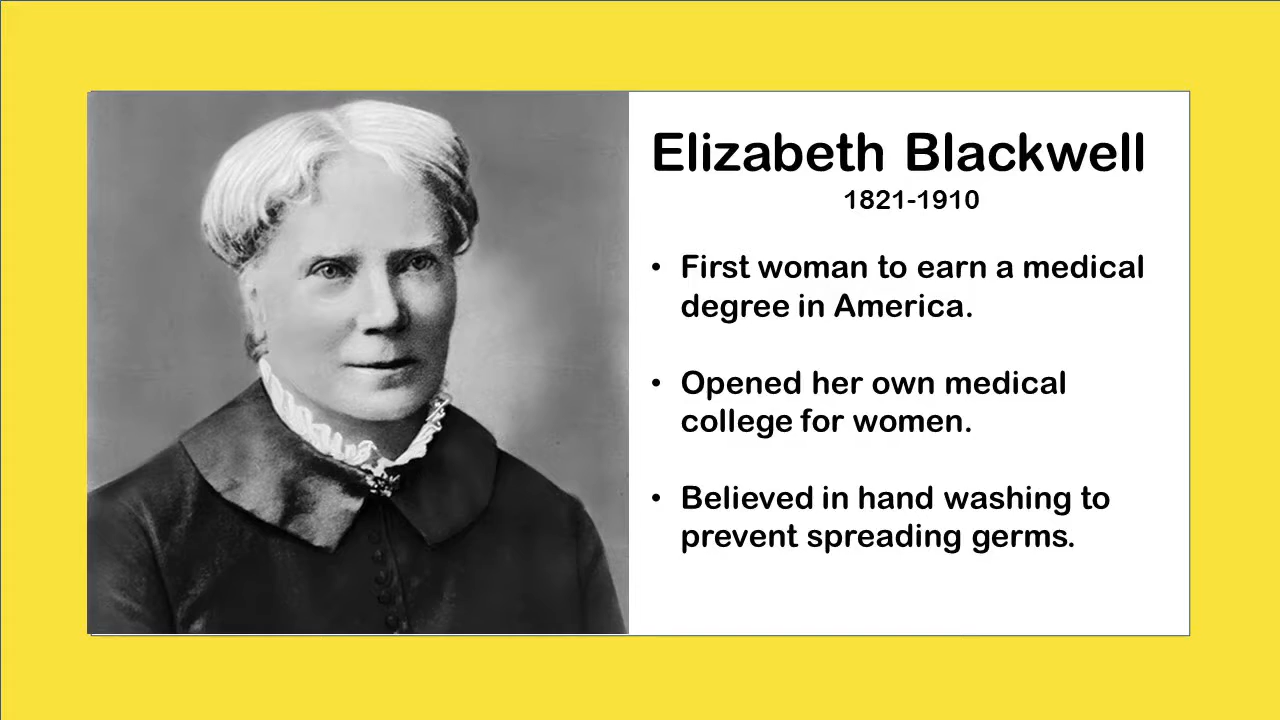 Elizabeth Blackwell
1821-1910
• First woman to earn a medical
degree in America.
• Opened her own medical
college for women.
• Believed in hand washing to
prevent spreading germs.